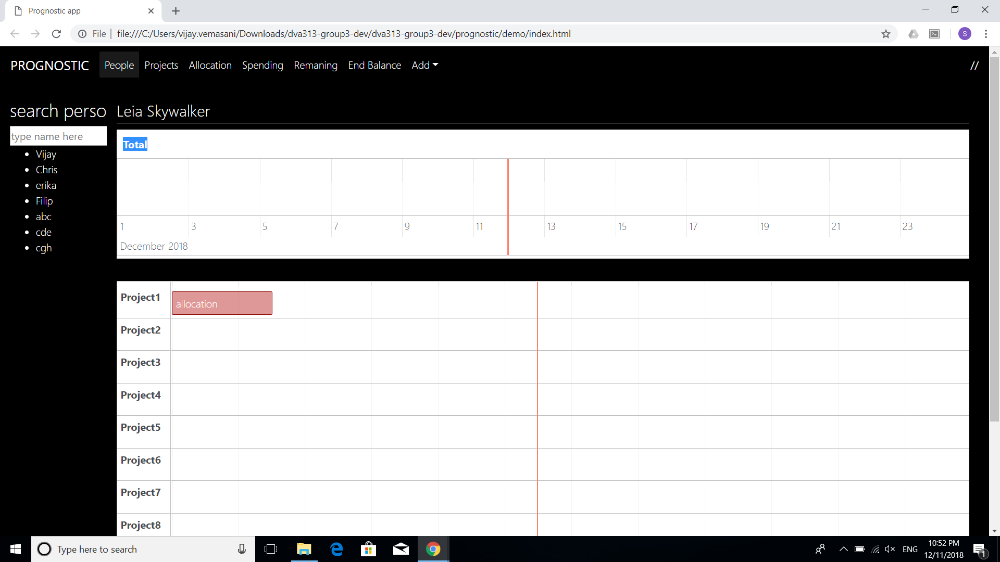 Prognostic app
File
file:///C:/Users/vijay.vemasani/Downloads/dva313-group3-dev/dva313-group3-dev/prognostic/demo/index.html
S
PROGNOSTIC People Projects Allocation Spending Remaning End Balance Add //
search perso
type name here
Vijay
Chris
erika
Filip
abc
cde
cgh
Leia Skywalker
Total
1 3 5 7 9 11 13 15 17 19 21 23
December 2018
Project1 allocation
Project2
Project3
Project4
Project5
Project6
Project7
Project8
Type here to search
ENG
10:52 PM
12/11/2018
1